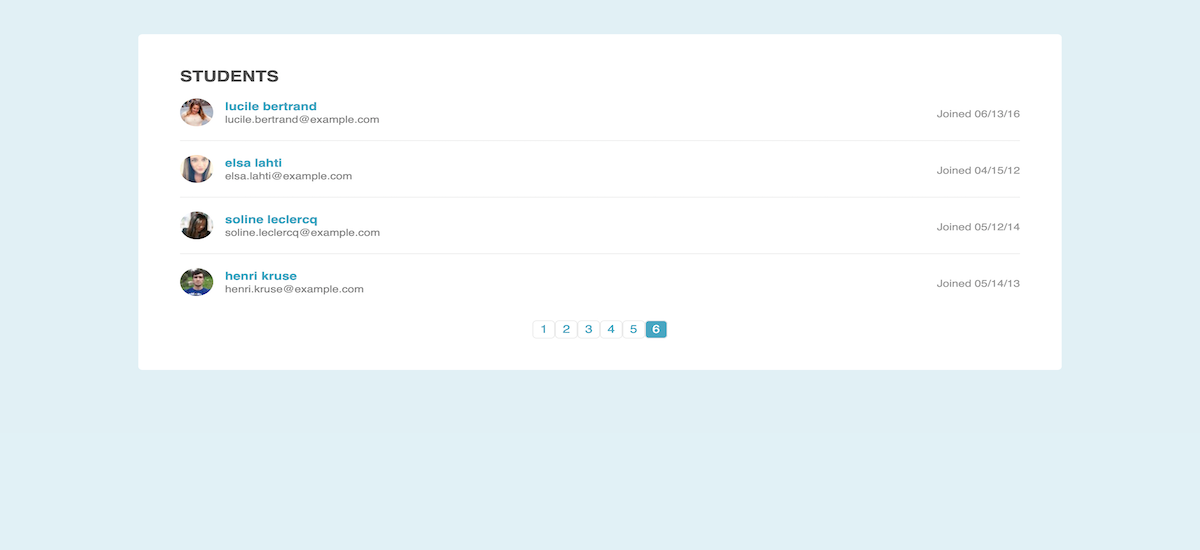 STUDENTS
lucile bertrand
lucile.bertrand@example.com
Joined 06/13/16
elsa lahti
elsa.lahti@example.com
Joined 04/15/12
soline leclercq
soline.leclercq@example.com
Joined 05/12/14
henri kruse
henri.kruse@example.com
Joined 05/14/13
1 2 3 4 5 6